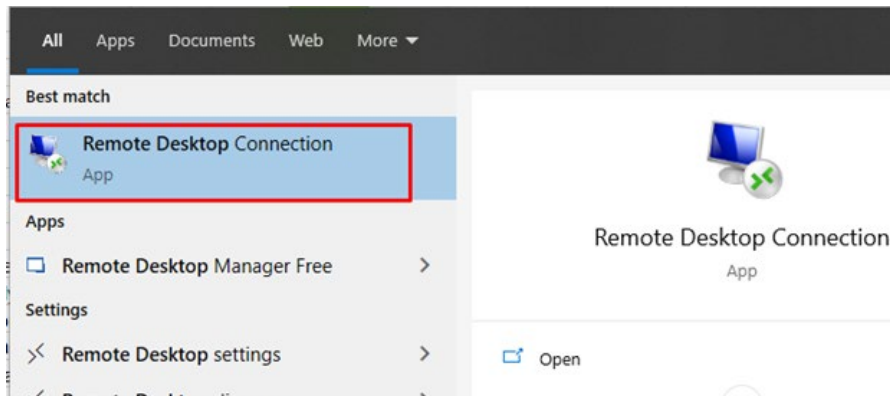 All Apps Documents Web More
Best match
Remote Desktop Connection
App
Apps
Remote Desktop Manager Free
Settings
Remote Desktop settings
Remote Desktop Connection
App
Open